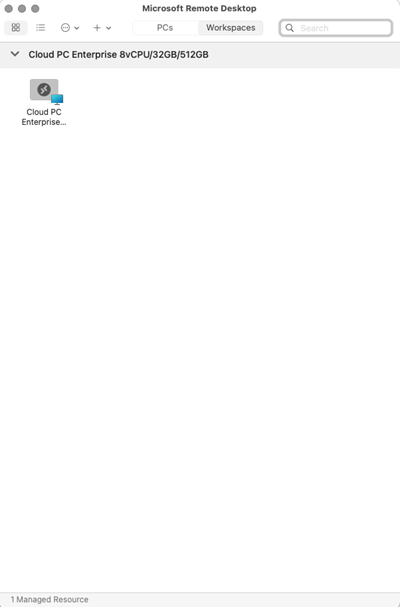 Microsoft Remote Desktop
PCs
Workspaces
Search
Cloud PC Enterprise 8vCPU/32GB/512GB
Cloud PC
Enterprise...
1 Managed Resource